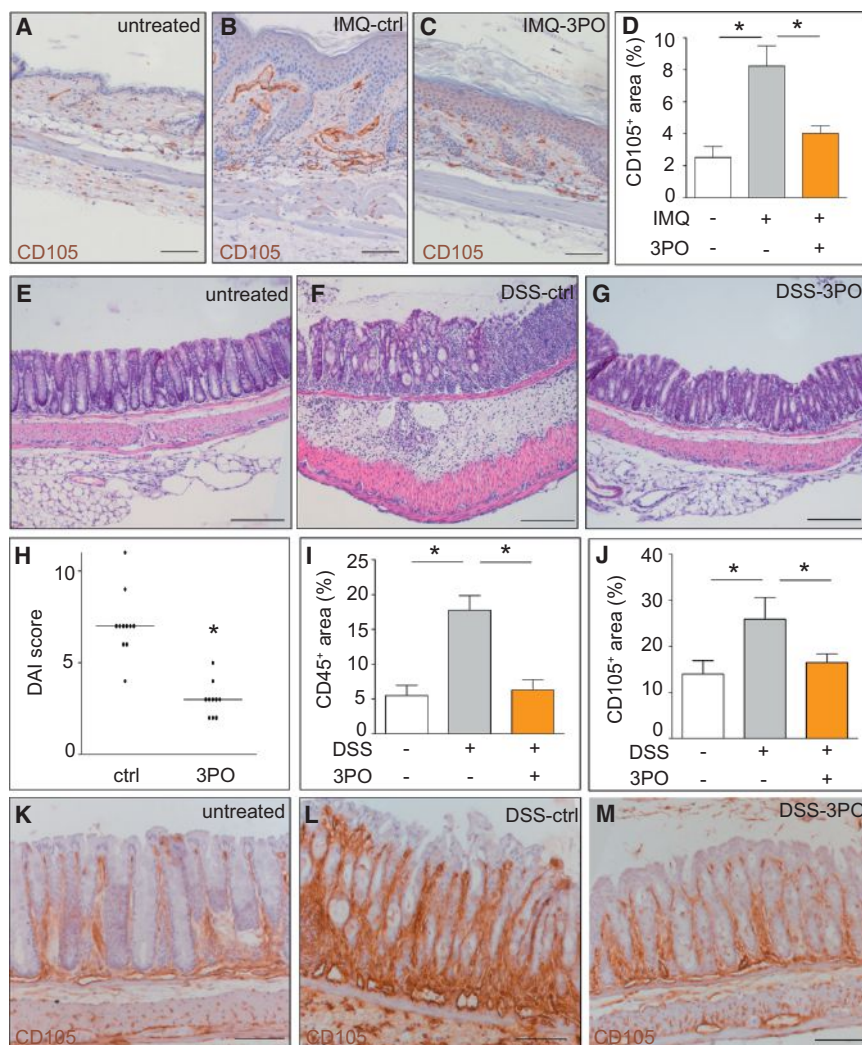 A untreated
CD105
B IMQ-ctrl
C IMQ-3PO
CD105
D
CD105+ area (%)
10
8
6
4
2
0
* *
IMQ - + +
3PO - - +
E untreated
F DSS-ctrl
G DSS-3PO
H
DAI score
10
5
0
*
ctrl 3PO
I
CD45+ area (%)
25
20
15
10
5
0
* *
DSS - + +
3PO - - +
J
CD105+ area (%)
40
30
20
10
0
* *
DSS - + +
3PO - - +
K untreated
CD105
L DSS-ctrl
CD105
M DSS-3PO
CD105